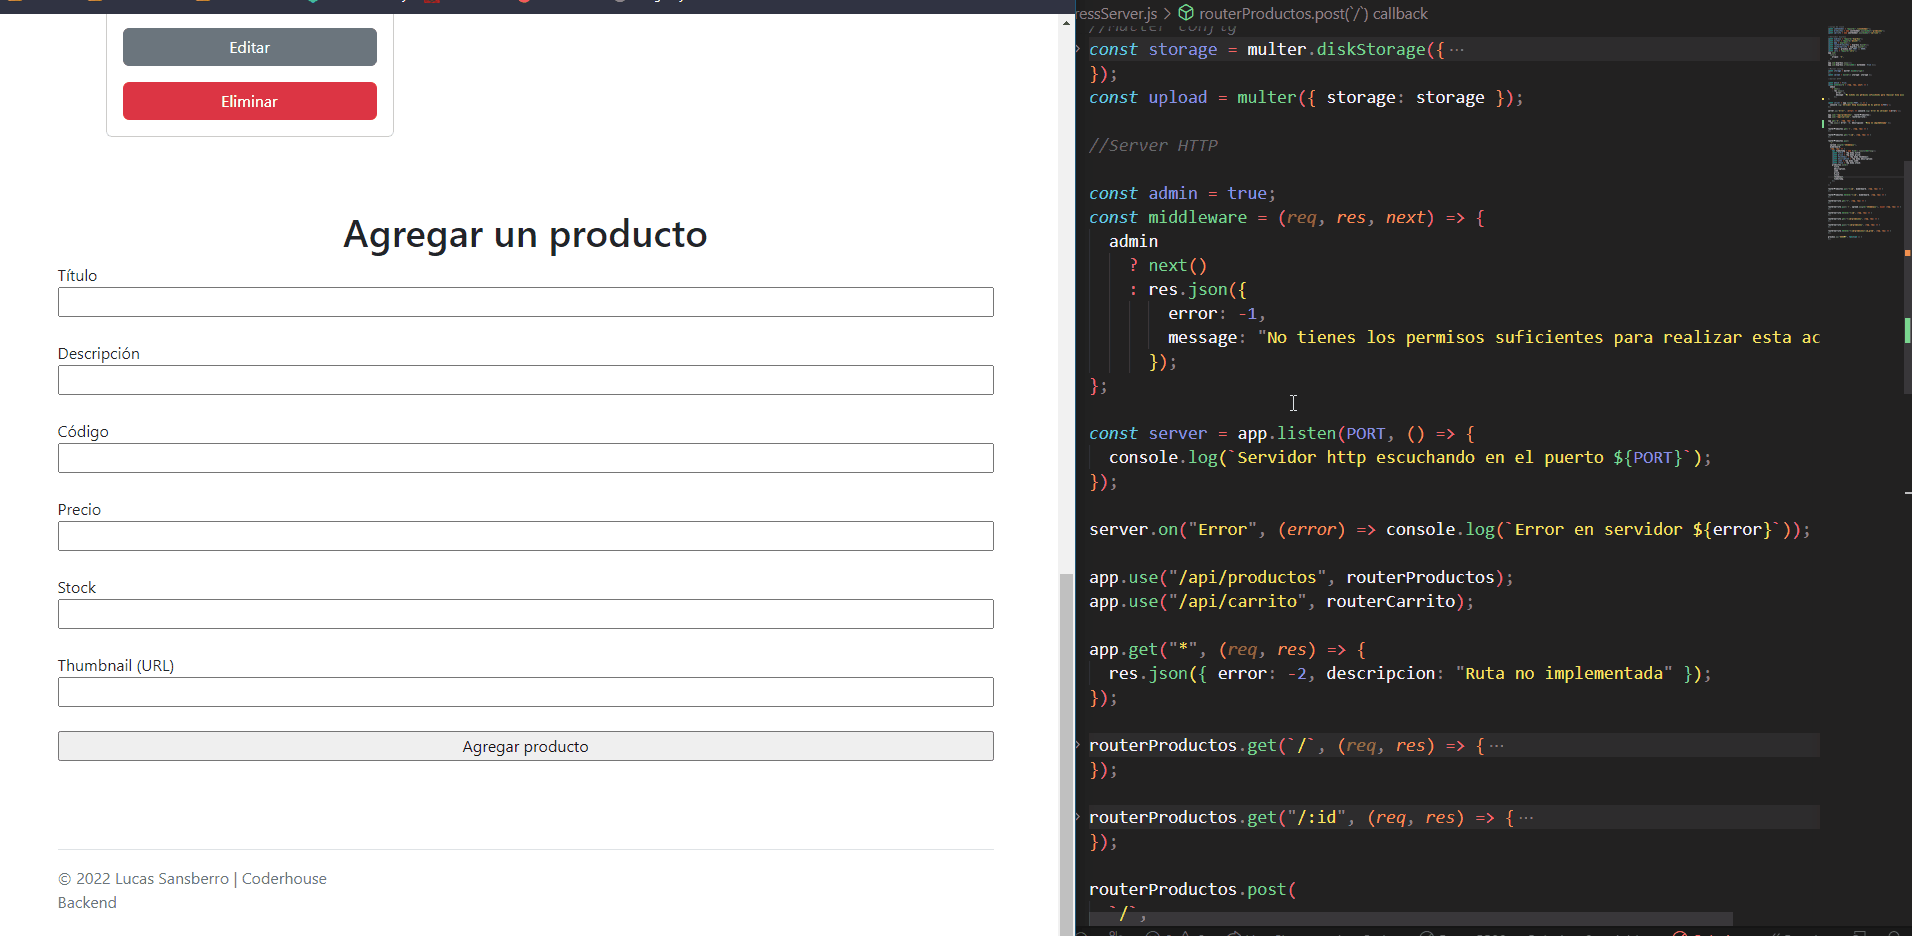 Editar
Eliminar
Agregar un producto
Título
Descripción
Código
Precio
Stock
Thumbnail (URL)
Agregar producto
© 2022 Lucas Sansberro | Coderhouse
Backend
ressServer.js > routerProductos.post(`/`) callback
//Multer config
const storage = multer.diskStorage({ ···
});
const upload = multer({ storage: storage });
//Server HTTP
const admin = true;
const middleware = (req, res, next) => {
admin
? next()
: res.json({
error: -1,
message: "No tienes los permisos suficientes para realizar esta ac
});
};
const server = app.listen(PORT, () => {
console.log(`Servidor http escuchando en el puerto ${PORT}`);
});
server.on("Error", (error) => console.log(`Error en servidor ${error}`));
app.use("/api/productos", routerProductos);
app.use("/api/carrito", routerCarrito);
app.get("*", (req, res) => {
res.json({ error: -2, descripcion: "Ruta no implementada" });
});
routerProductos.get(`/`, (req, res) => { ···
});
routerProductos.get("/:id", (req, res) => { ···
});
routerProductos.post(
`/`,